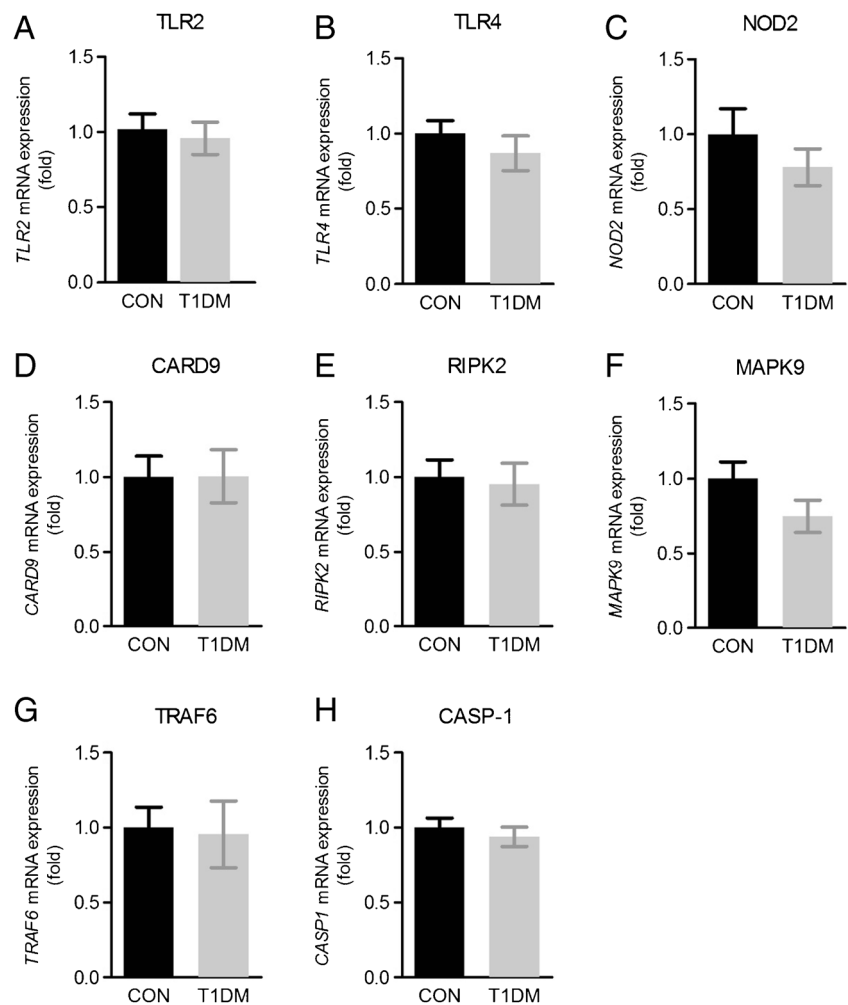 A
TLR2
TLR2 mRNA expression
(fold)
1.5
1.0
0.5
0.0
CON T1DM
B
TLR4
TLR4 mRNA expression
(fold)
1.5
1.0
0.5
0.0
CON T1DM
C
NOD2
NOD2 mRNA expression
(fold)
1.5
1.0
0.5
0.0
CON T1DM
D
CARD9
CARD9 mRNA expression
(fold)
1.5
1.0
0.5
0.0
CON T1DM
E
RIPK2
RIPK2 mRNA expression
(fold)
1.5
1.0
0.5
0.0
CON T1DM
F
MAPK9
MAPK9 mRNA expression
(fold)
1.5
1.0
0.5
0.0
CON T1DM
G
TRAF6
TRAF6 mRNA expression
(fold)
1.5
1.0
0.5
0.0
CON T1DM
H
CASP-1
CASP1 mRNA expression
(fold)
1.5
1.0
0.5
0.0
CON T1DM